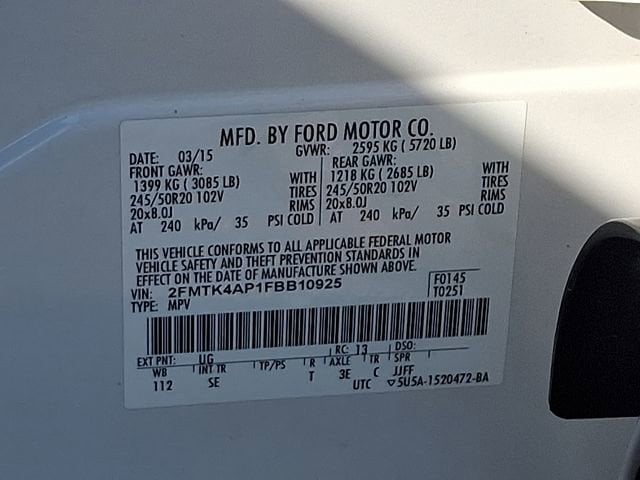 MFD. BY FORD MOTOR CO.
DATE: 03/15 GVWR: 2595 KG ( 5720 LB)
FRONT GAWR: REAR GAWR:
1399 KG ( 3085 LB) WITH 1218 KG ( 2685 LB) WITH
245/50R20 102V TIRES 245/50R20 102V TIRES
20x8.0J RIMS 20x8.0J RIMS
AT 240 kPa/ 35 PSI COLD AT 240 kPa/ 35 PSI COLD
THIS VEHICLE CONFORMS TO ALL APPLICABLE FEDERAL MOTOR
VEHICLE SAFETY AND THEFT PREVENTION STANDARDS IN
EFFECT ON THE DATE OF MANUFACTURE SHOWN ABOVE.
VIN: 2FMTK4AP1FBB10925 F0145
TYPE: MPV T0251
EXT PNT: UG RC: 13 DSO:
WB INT TR TP/PS R AXLE TR SPR
112 SE T 3E C JJFF
UTC ▽5U5A-1520472-BA